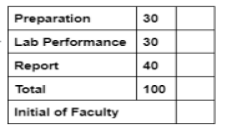 Preparation 30
Lab Performance 30
Report 40
Total 100
Initial of Faculty